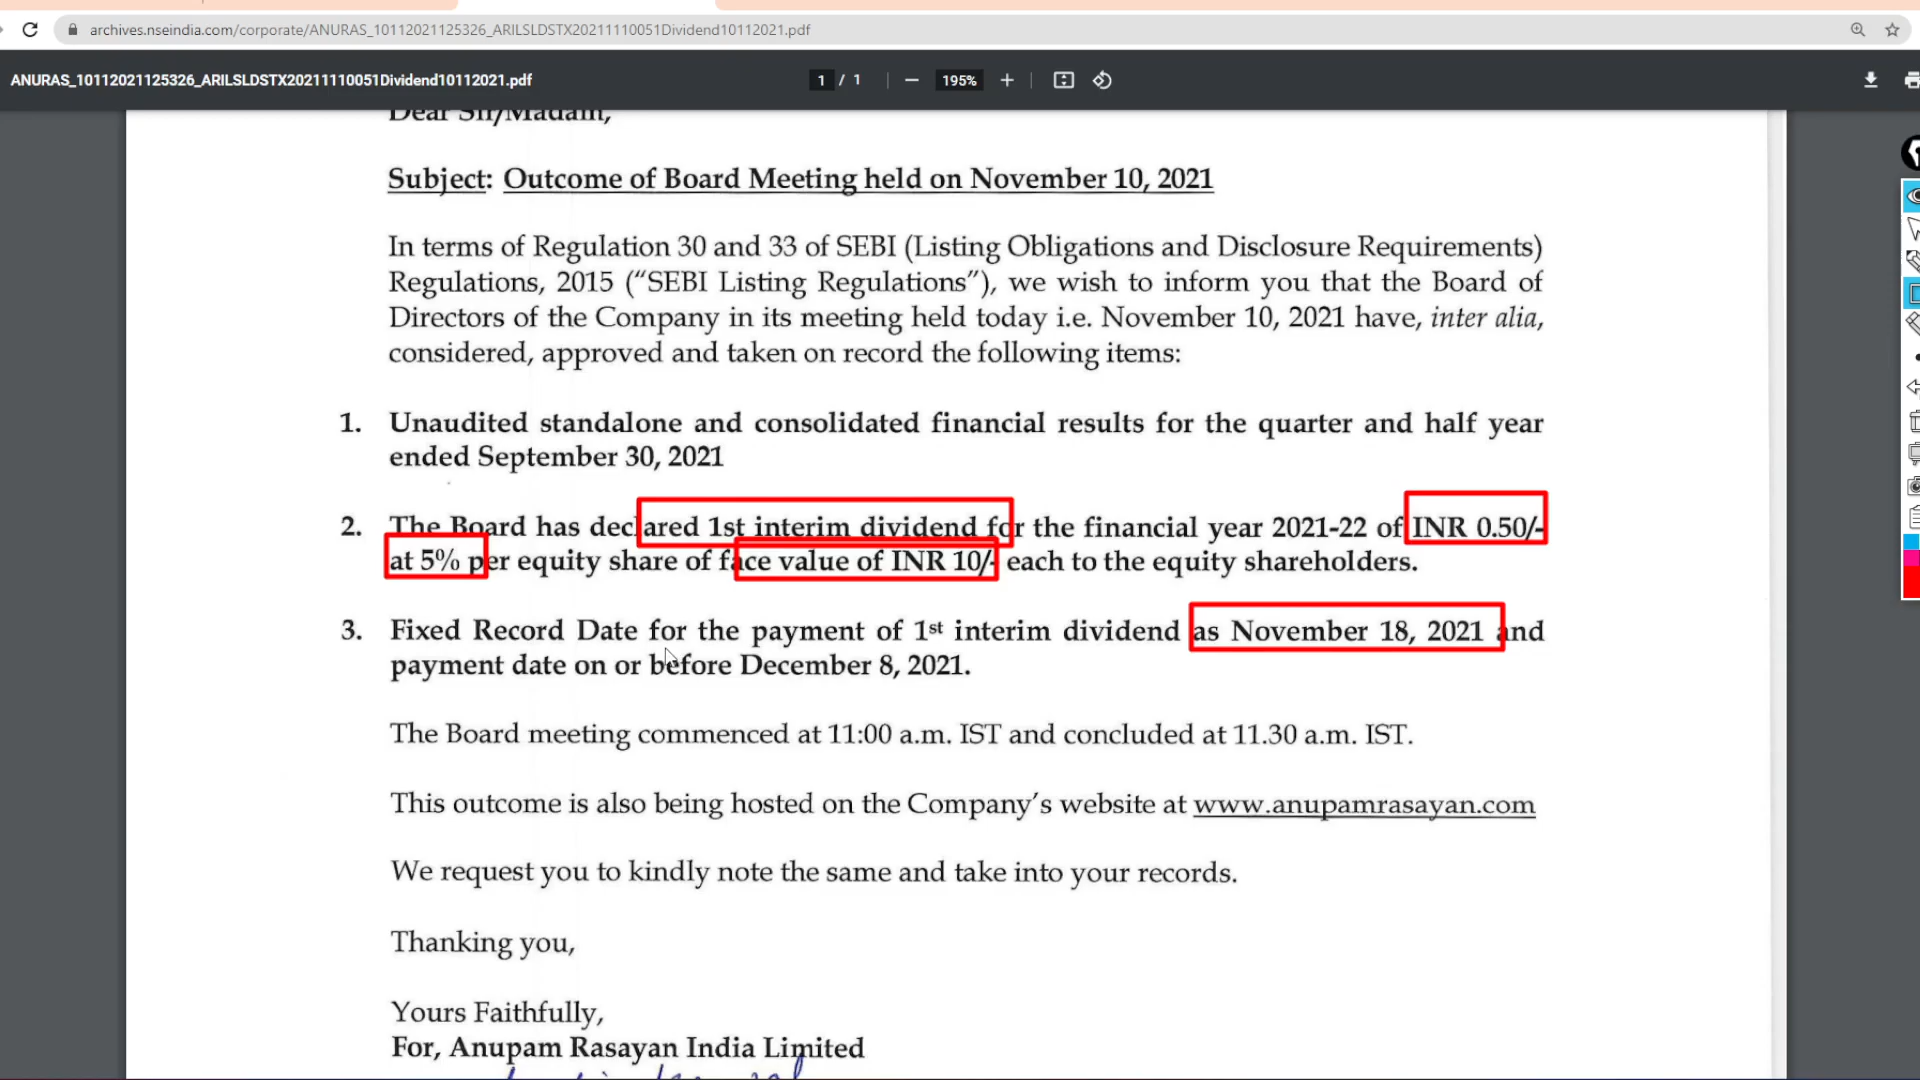 archives.nseindia.com/corporate/ANURAS_10112021125326_ARILSLDSTX20211110051Dividend10112021.pdf
ANURAS_10112021125326_ARILSLDSTX20211110051Dividend10112021.pdf 1 / 1 — 195% +
Dear Sir/Madam,
Subject: Outcome of Board Meeting held on November 10, 2021
In terms of Regulation 30 and 33 of SEBI (Listing Obligations and Disclosure Requirements)
Regulations, 2015 (“SEBI Listing Regulations”), we wish to inform you that the Board of
Directors of the Company in its meeting held today i.e. November 10, 2021 have, inter alia,
considered, approved and taken on record the following items:
1. Unaudited standalone and consolidated financial results for the quarter and half year
ended September 30, 2021
2. The Board has declared 1st interim dividend for the financial year 2021-22 of INR 0.50/-
at 5% per equity share of face value of INR 10/- each to the equity shareholders.
3. Fixed Record Date for the payment of 1st interim dividend as November 18, 2021 and
payment date on or before December 8, 2021.
The Board meeting commenced at 11:00 a.m. IST and concluded at 11.30 a.m. IST.
This outcome is also being hosted on the Company’s website at www.anupamrasayan.com
We request you to kindly note the same and take into your records.
Thanking you,
Yours Faithfully,
For, Anupam Rasayan India Limited